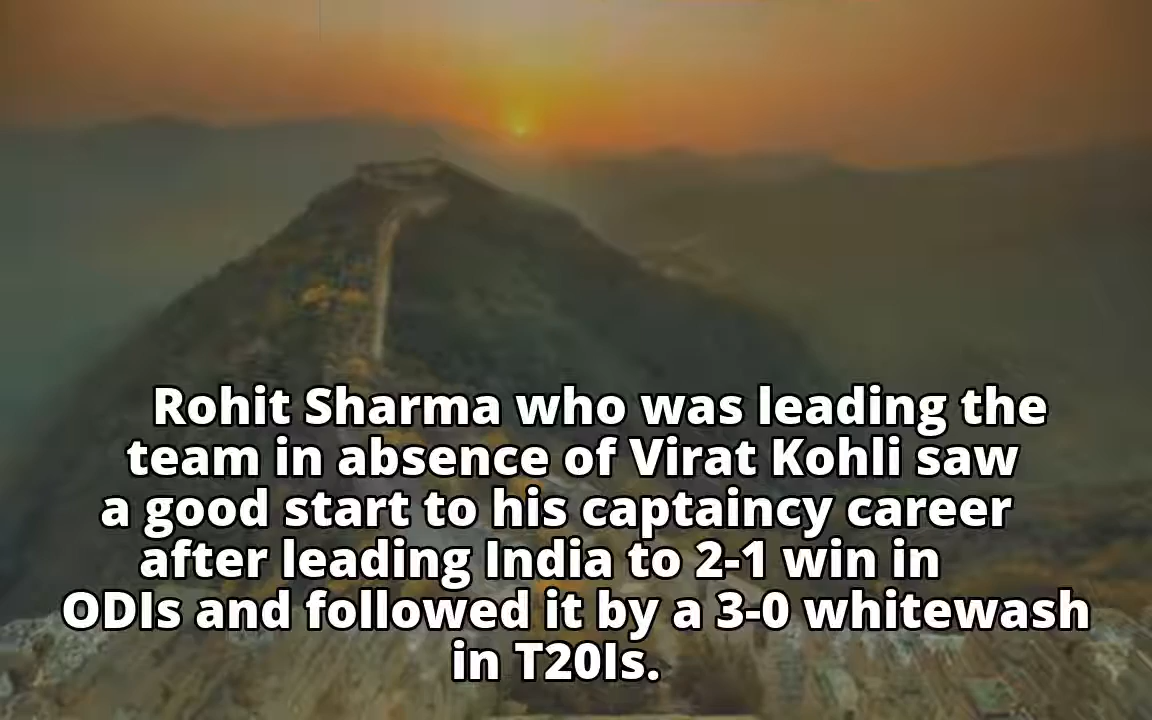 Rohit Sharma who was leading the
team in absence of Virat Kohli saw
a good start to his captaincy career
after leading India to 2-1 win in
ODIs and followed it by a 3-0 whitewash
in T20Is.